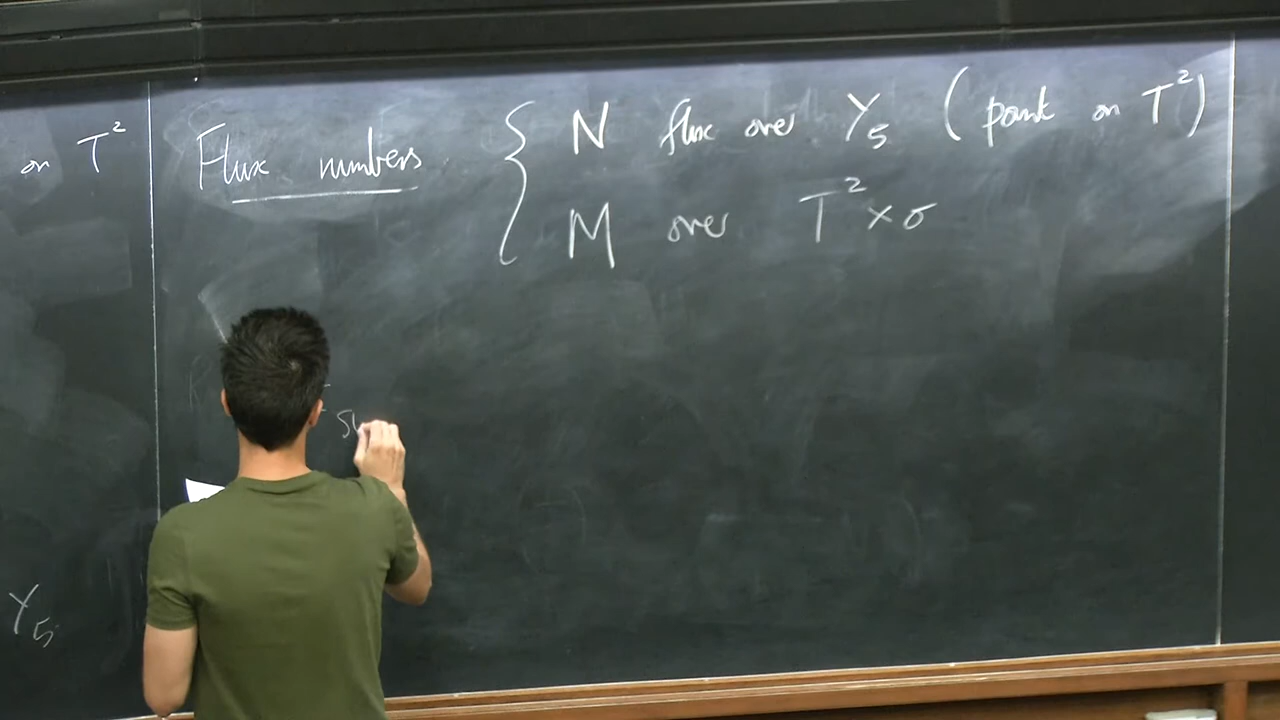 on T²
Flux numbers
{ N flux over Y₅ (point on T²)
M over T² × σ
Y₅